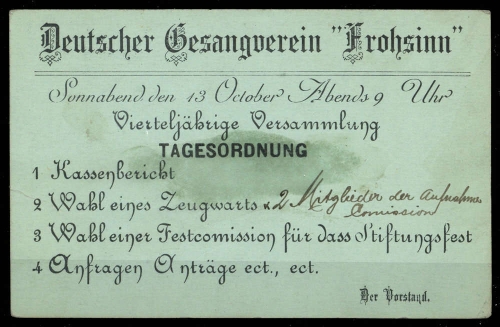 Deutscher Gesangverein "Frohsinn"
Sonnabend den 13 October Abends 9 Uhr
Vierteljährige Versammlung
TAGESORDNUNG
1 Kassenbericht
2 Wahl eines Zeugwarts & 2 Mitglieder der Aufnahms
Comission
3 Wahl einer Festcomission für dass Stiftungsfest
4 Anfragen Anträge ect., ect.
Der Vorstand.